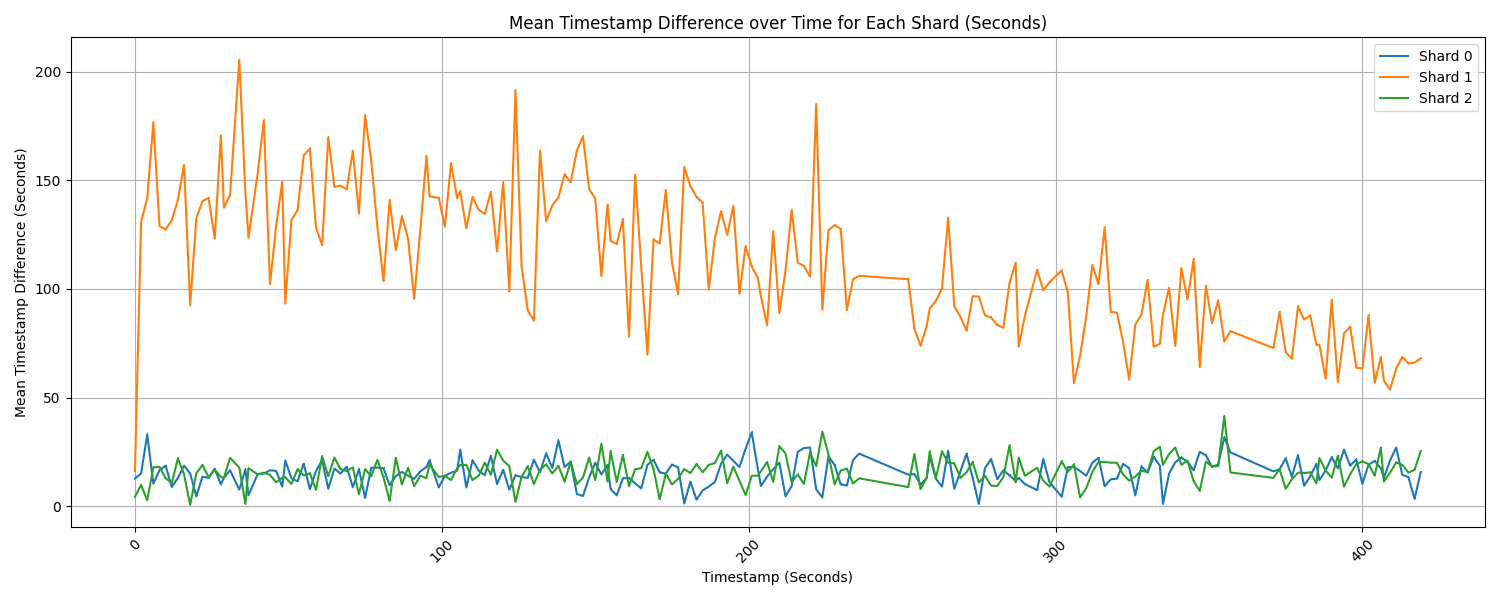 Mean Timestamp Difference over Time for Each Shard (Seconds)
Shard 0
Shard 1
Shard 2
Mean Timestamp Difference (Seconds)
200
150
100
50
0
0
100
200
300
400
Timestamp (Seconds)